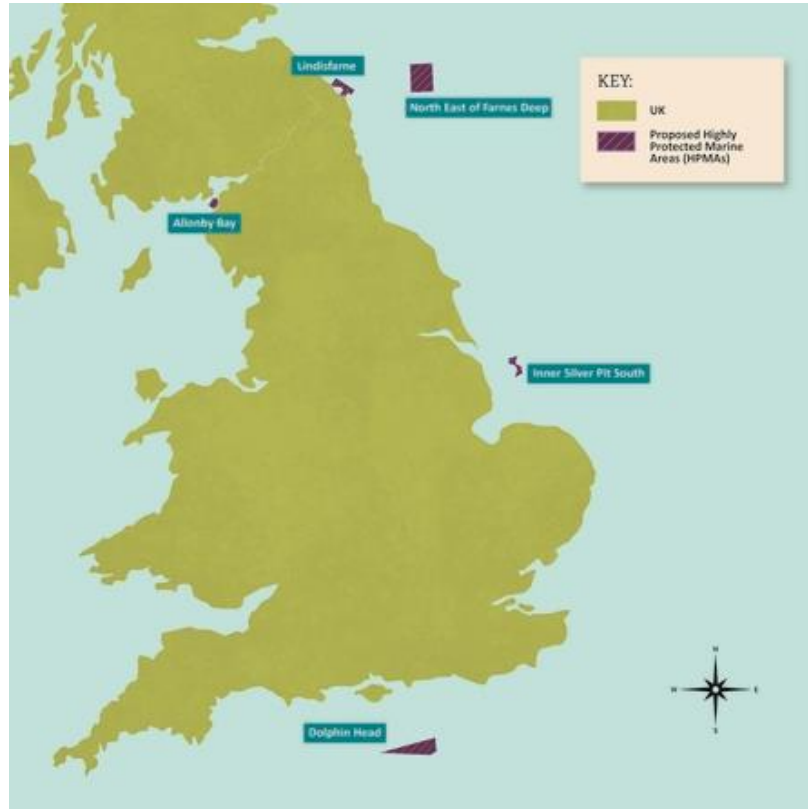 Lindisfarne
North East of Farnes Deep
KEY:
UK
Proposed Highly
Protected Marine
Areas (HPMAs)
Allonby Bay
Inner Silver Pit South
Dolphin Head
N
W
E
S